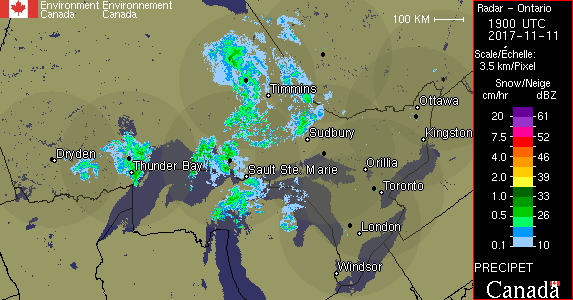 Environment Environnement
Canada Canada
100 KM
Timmins
Ottawa
Sudbury
Kingston
Dryden
Thunder Bay
Sault Ste. Marie
Orillia
Toronto
London
Windsor
Radar - Ontario
1900 UTC
2017-11-11
Scale/Échelle:
3.5 km/Pixel
Snow/Neige
cm/hr dBZ
20 61
7.5 52
4.0 46
2.0 39
1.0 33
0.5 26
0.1 10
PRECIPET
Canada